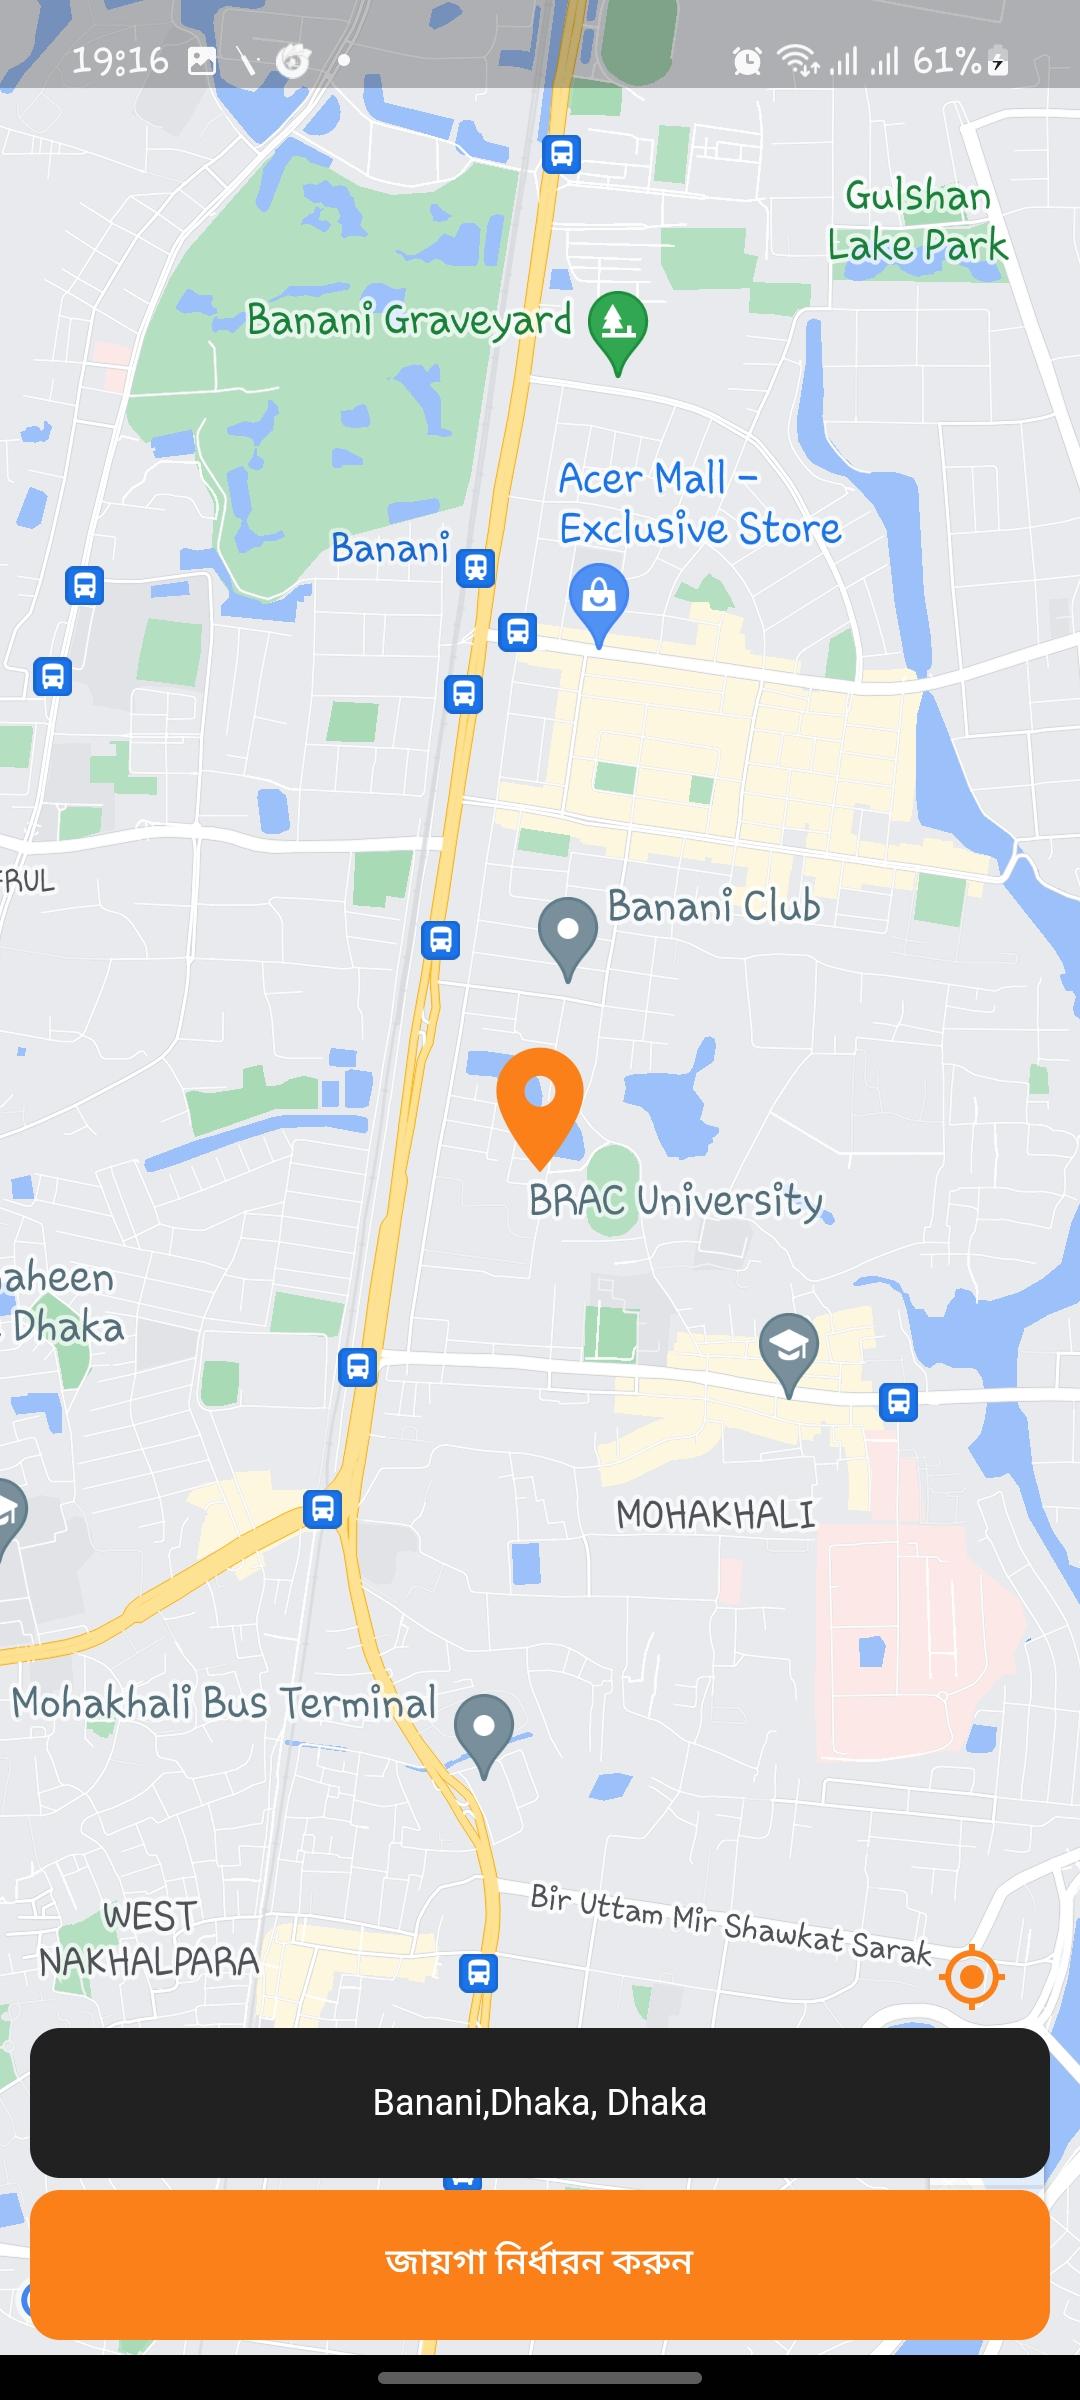 19:16
61%
Gulshan
Lake Park
Banani Graveyard
Acer Mall -
Exclusive Store
Banani
FRUL
Banani Club
BRAC University
aheen
Dhaka
MOHAKHALI
Mohakhali Bus Terminal
Bir Uttam Mir Shawkat Sarak
WEST
NAKHALPARA
Banani,Dhaka, Dhaka
জায়গা নির্ধারন করুন